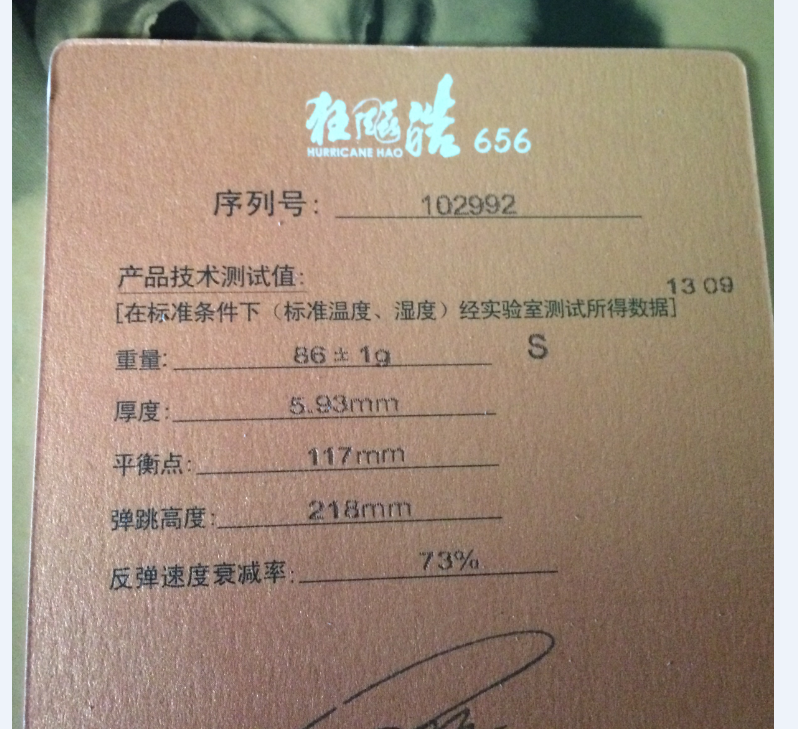 狂飚皓 656
HURRICANE HAO
序列号: 102992
产品技术测试值:
13 09
[在标准条件下(标准温度、湿度)经实验室测试所得数据]
重量: 86 ± 1g S
厚度: 5.93mm
平衡点: 117mm
弹跳高度: 218mm
反弹速度衰减率: 73%